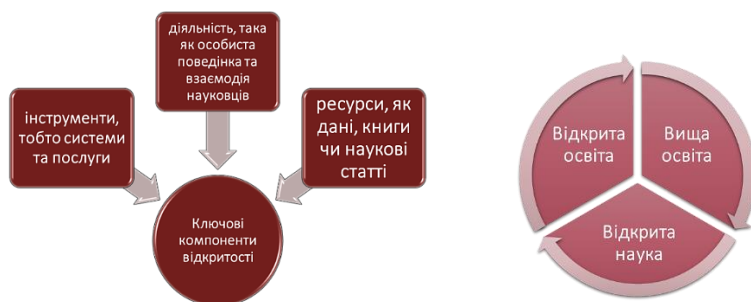 інструменти,
тобто системи
та послуги
діяльність, така
як особиста
поведінка та
взаємодія
науковців
ресурси, як
дані, книги
чи наукові
статті
Ключові
компоненти
відкритості
Відкрита
освіта
Вища
освіта
Відкрита
наука